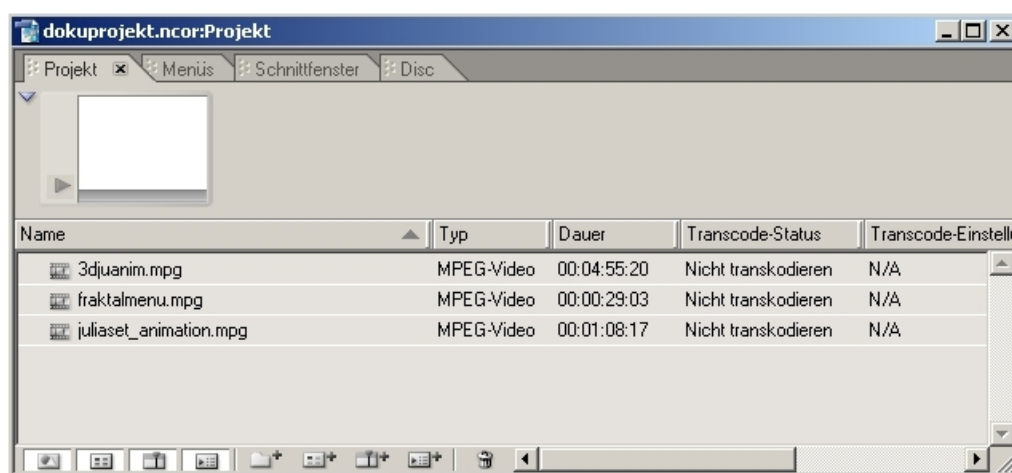 dokuprojekt.ncor:Projekt
Projekt Menüs Schnittfenster Disc
Name Typ Dauer Transcode-Status Transcode-Einstellu
3djuanim.mpg MPEG-Video 00:04:55:20 Nicht transkodieren N/A
fraktalmenu.mpg MPEG-Video 00:00:29:03 Nicht transkodieren N/A
juliaset_animation.mpg MPEG-Video 00:01:08:17 Nicht transkodieren N/A